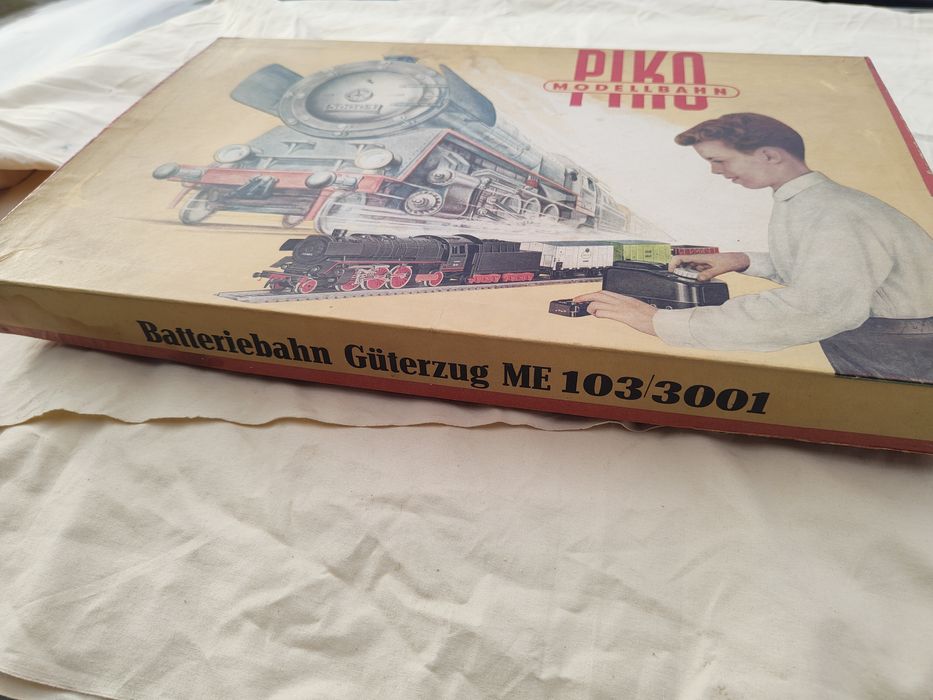 PIKO
MODELLBAHN
Batteriebahn Güterzug ME 103/3001